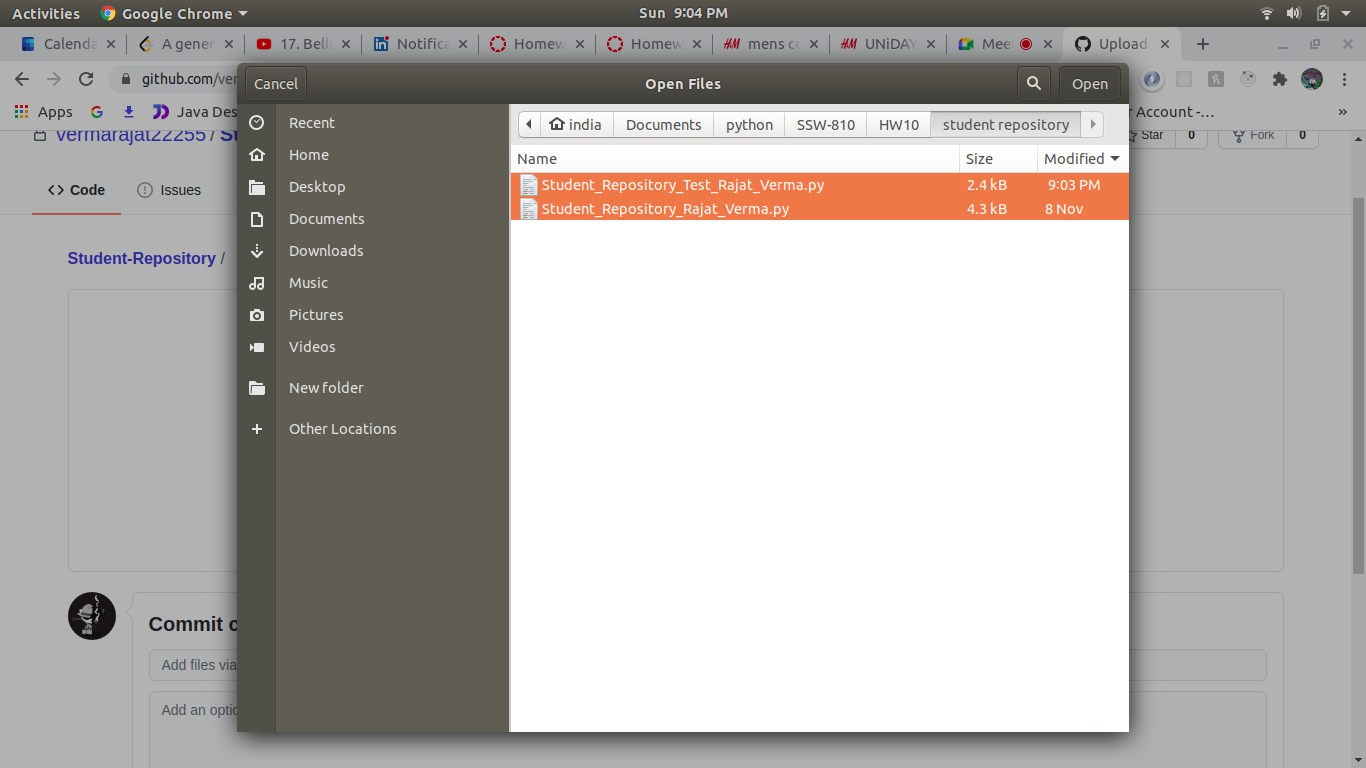 Activities Google Chrome Sun 9:04 PM
Calenda A gener 17. Bella Notifica Homew Homew mens co UNiDAY Meet Upload
github.com/ver
Apps Java Des r Account -...
vermarajat22255 / St Star 0 Fork 0
Code Issues
Student-Repository /
Commit c
Add files via
Add an optio
Cancel Open Files Open
india Documents python SSW-810 HW10 student repository
Recent
Home
Desktop
Documents
Downloads
Music
Pictures
Videos
New folder
Other Locations
Name Size Modified
Student_Repository_Test_Rajat_Verma.py 2.4 kB 9:03 PM
Student_Repository_Rajat_Verma.py 4.3 kB 8 Nov